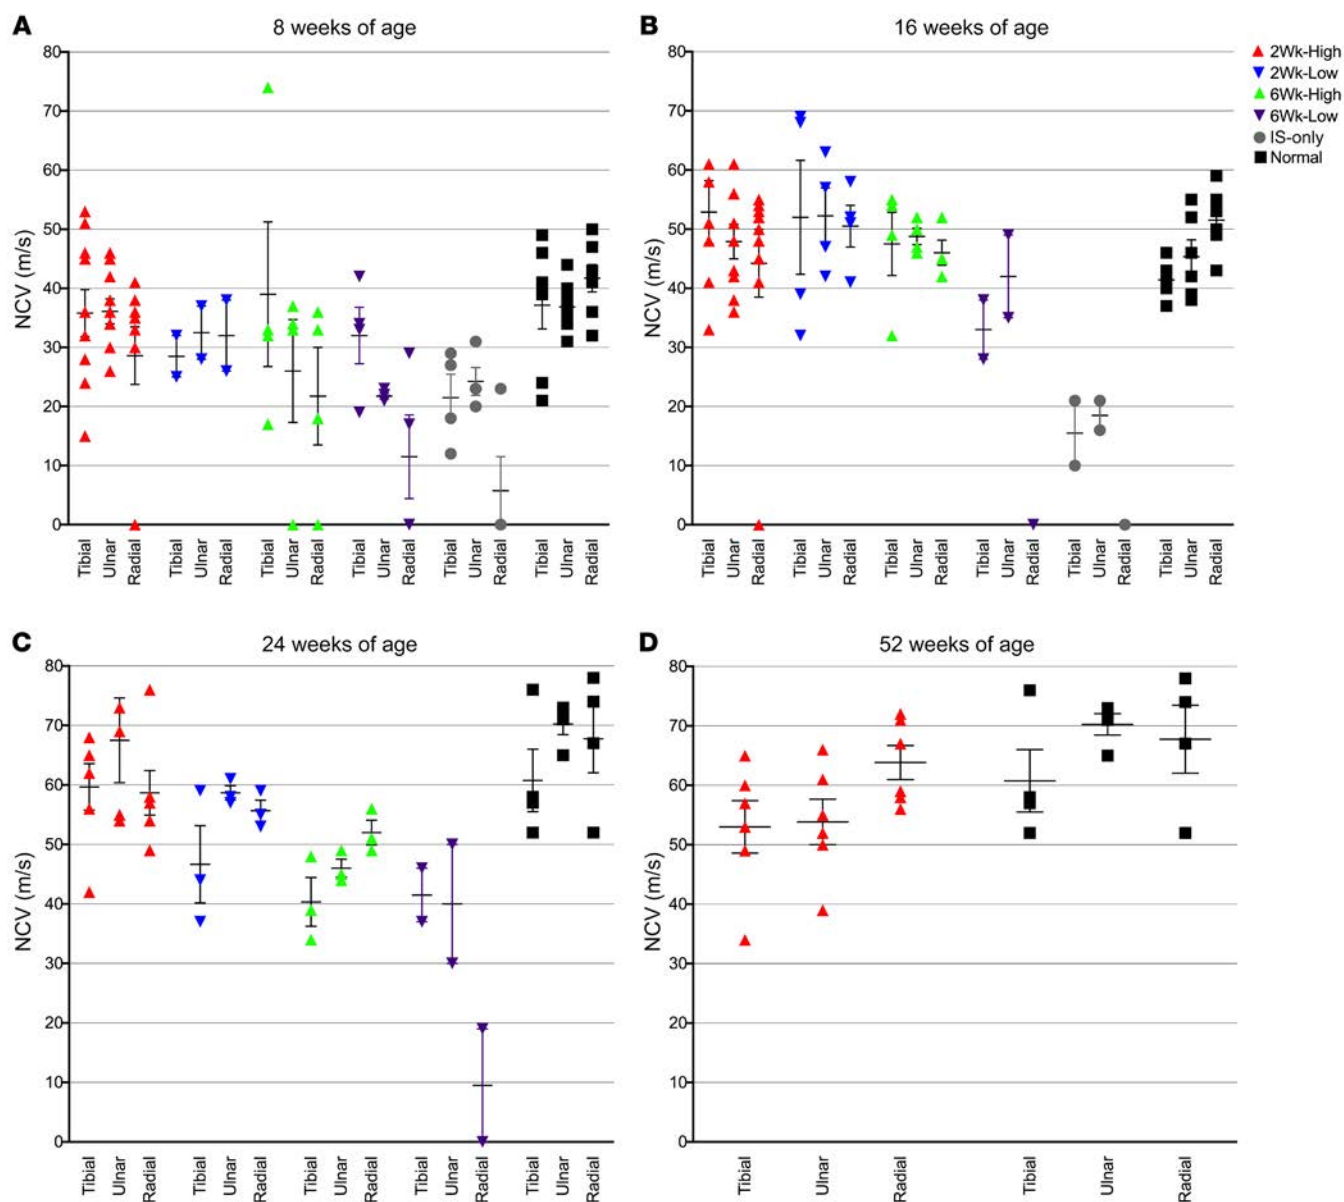 A
8 weeks of age
NCV (m/s)
80
70
60
50
40
30
20
10
0
Tibial
Ulnar
Radial
Tibial
Ulnar
Radial
Tibial
Ulnar
Radial
Tibial
Ulnar
Radial
Tibial
Ulnar
Radial
Tibial
Ulnar
Radial
B
16 weeks of age
NCV (m/s)
80
70
60
50
40
30
20
10
0
Tibial
Ulnar
Radial
Tibial
Ulnar
Radial
Tibial
Ulnar
Radial
Tibial
Ulnar
Radial
Tibial
Ulnar
Radial
Tibial
Ulnar
Radial
2Wk-High
2Wk-Low
6Wk-High
6Wk-Low
IS-only
Normal
C
24 weeks of age
NCV (m/s)
80
70
60
50
40
30
20
10
0
Tibial
Ulnar
Radial
Tibial
Ulnar
Radial
Tibial
Ulnar
Radial
Tibial
Ulnar
Radial
Tibial
Ulnar
Radial
D
52 weeks of age
NCV (m/s)
80
70
60
50
40
30
20
10
0
Tibial
Ulnar
Radial
Tibial
Ulnar
Radial